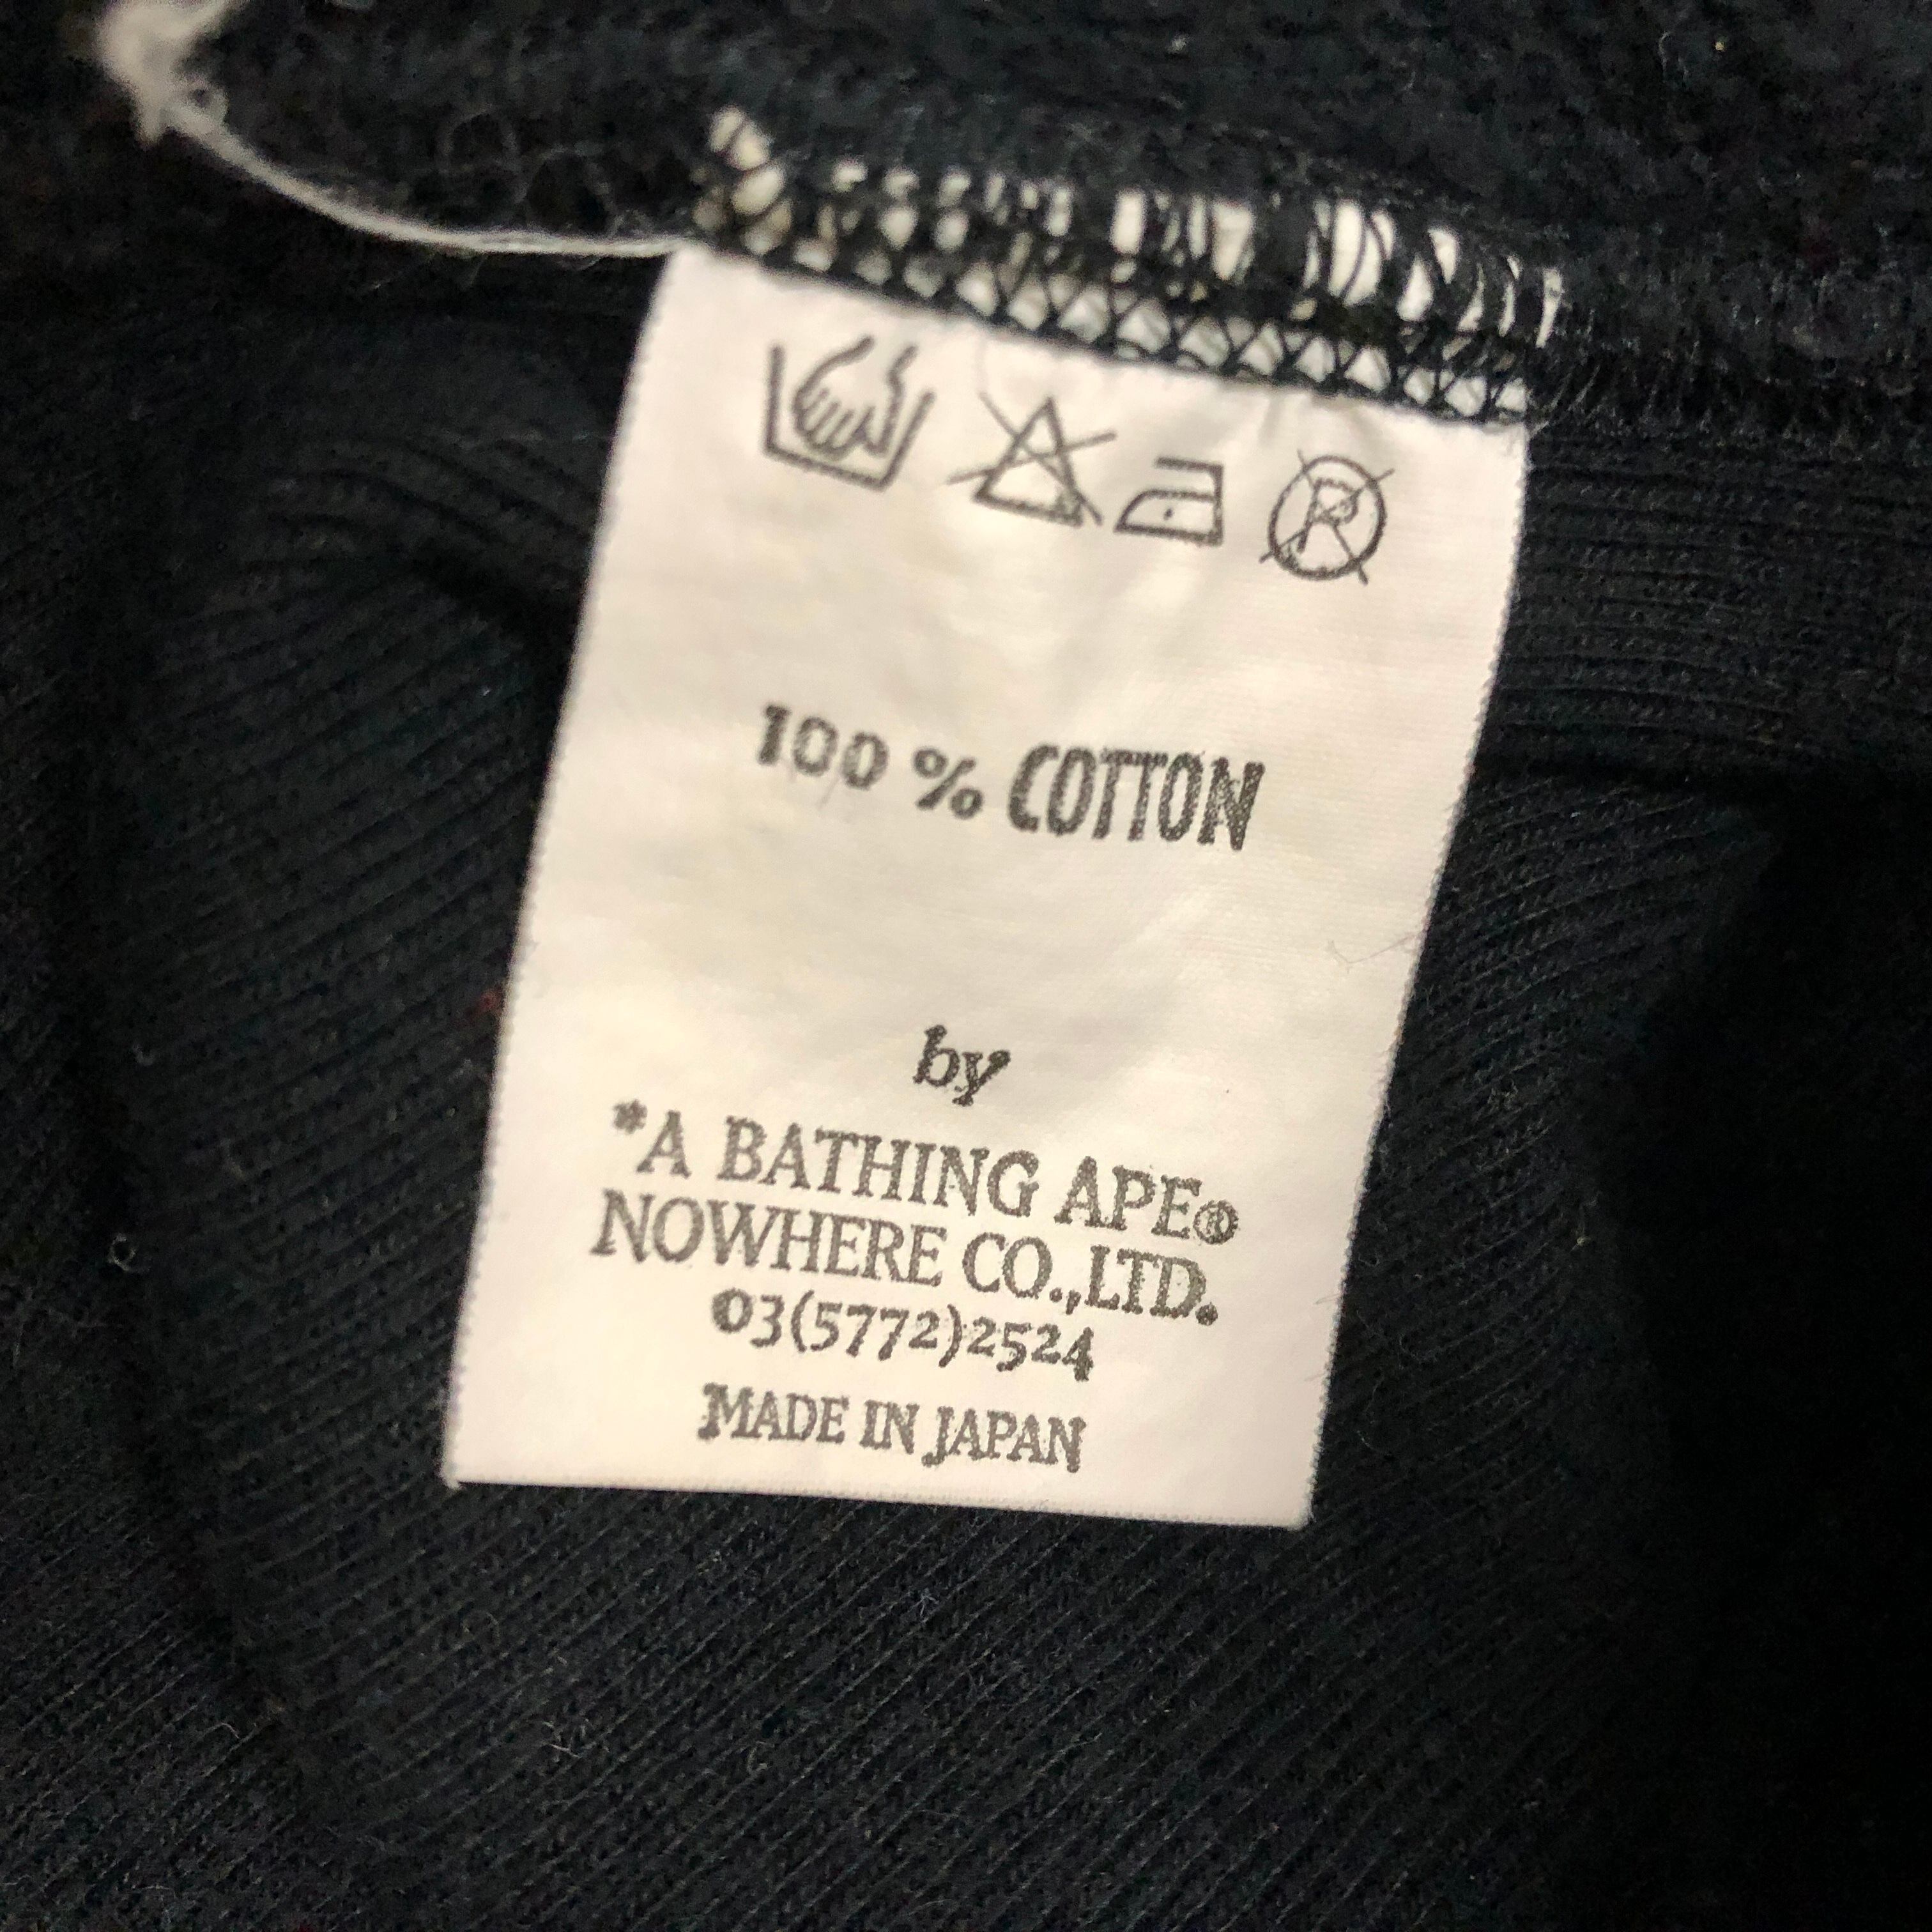 P
100 % COTTON
by
*A BATHING APE®
NOWHERE CO.,LTD.
03(5772)2524
MADE IN JAPAN